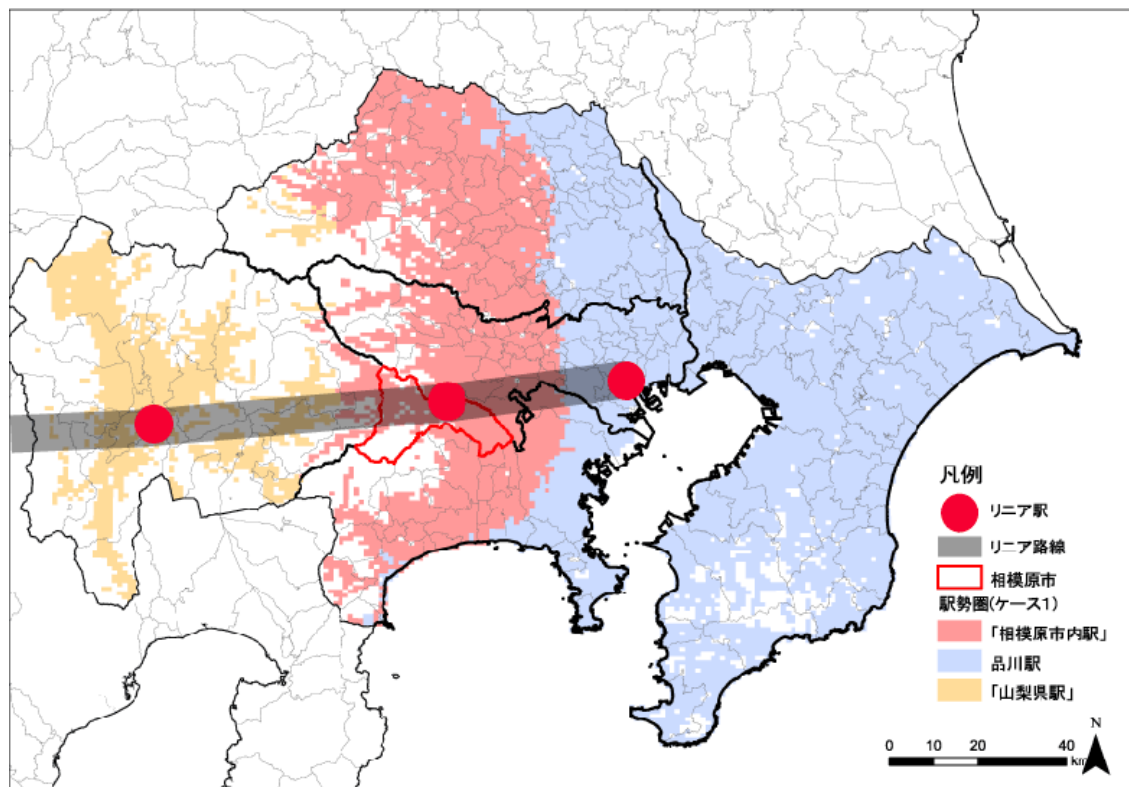 凡例
リニア駅
リニア路線
相模原市
駅勢圏(ケース1)
「相模原市内駅」
品川駅
「山梨県駅」
N
0 10 20 40
km